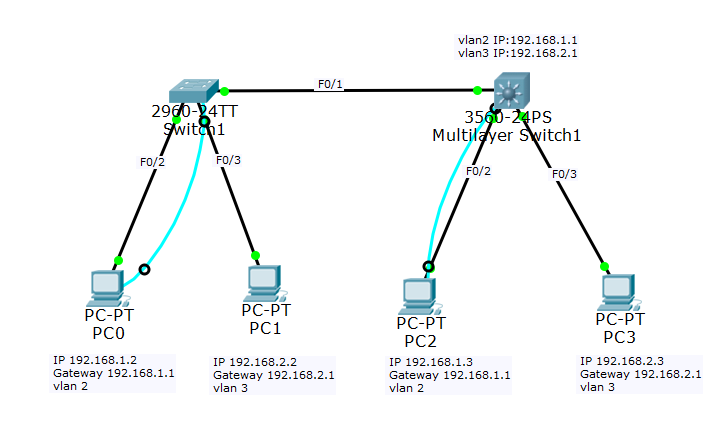 vlan2 IP:192.168.1.1
vlan3 IP:192.168.2.1
F0/1
2960-24TT
Switch1
3560-24PS
Multilayer Switch1
F0/2
F0/3
F0/2
F0/3
PC-PT
PC0
PC-PT
PC1
PC-PT
PC2
PC-PT
PC3
IP 192.168.1.2
Gateway 192.168.1.1
vlan 2
IP 192.168.2.2
Gateway 192.168.2.1
vlan 3
IP 192.168.1.3
Gateway 192.168.1.1
vlan 2
IP 192.168.2.3
Gateway 192.168.2.1
vlan 3